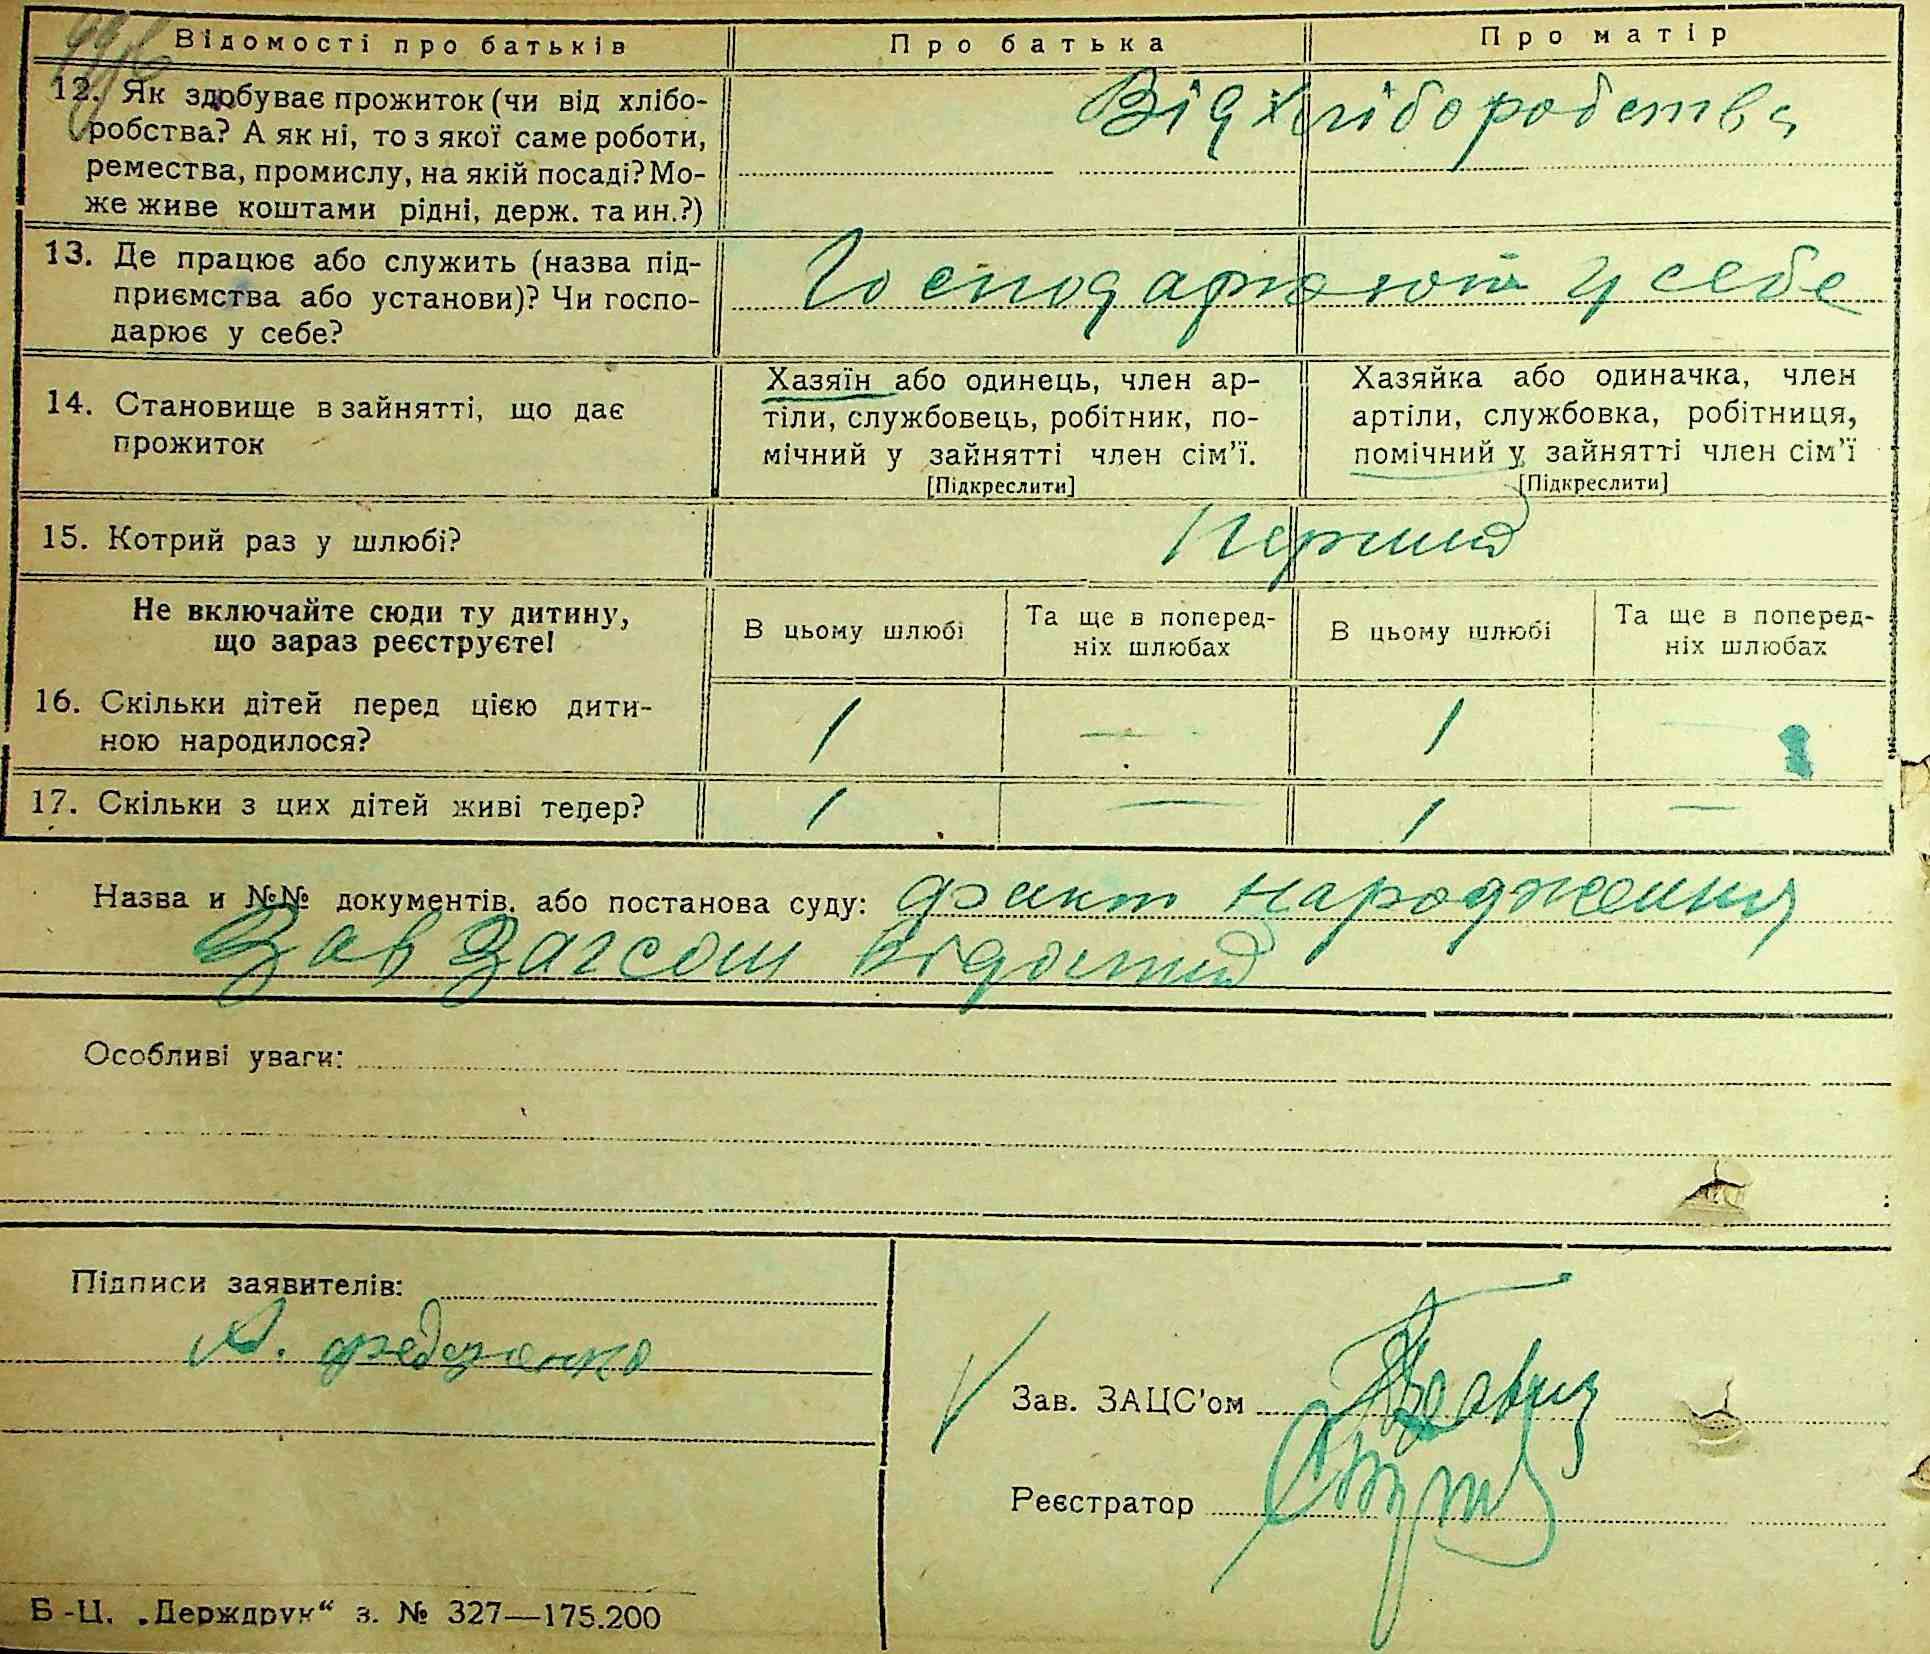 Відомості про батьків
Про батька
Про матір
12. Як здобуває прожиток (чи від хлібо-
робства? А як ні, то з якої саме роботи,
ремества, промислу, на якій посаді? Мо-
же живе коштами рідні, держ. та ин.?)
Від хліборобства
13. Де працює або служить (назва під-
приємства або установи)? Чи госпо-
дарює у себе?
Господарюют у себе
14. Становище в зайнятті, що дає
прожиток
Хазяїн або одинець, член ар-
тіли, службовець, робітник, по-
мічний у зайнятті член сім'ї.
[Підкреслити]
Хазяйка або одиначка, член
артіли, службовка, робітниця,
помічний у зайнятті член сім'ї
[Підкреслити]
15. Котрий раз у шлюбі?
Перший
Не включайте сюди ту дитину,
що зараз реєструєте!
В цьому шлюбі
Та ще в поперед-
ніх шлюбах
В цьому шлюбі
Та ще в поперед-
ніх шлюбах
16. Скільки дітей перед цією дити-
ною народилося?
1 — 1 —
17. Скільки з цих дітей живі тепер?
1 — 1 —
Назва и №№ документів. або постанова суду: факт народження
Зав Загсом відомий
Особливі уваги:
Підписи заявителів:
А.
Зав. ЗАЦС'ом
Реєстратор
Б-Ц. „Держдрук“ з. № 327—175.200